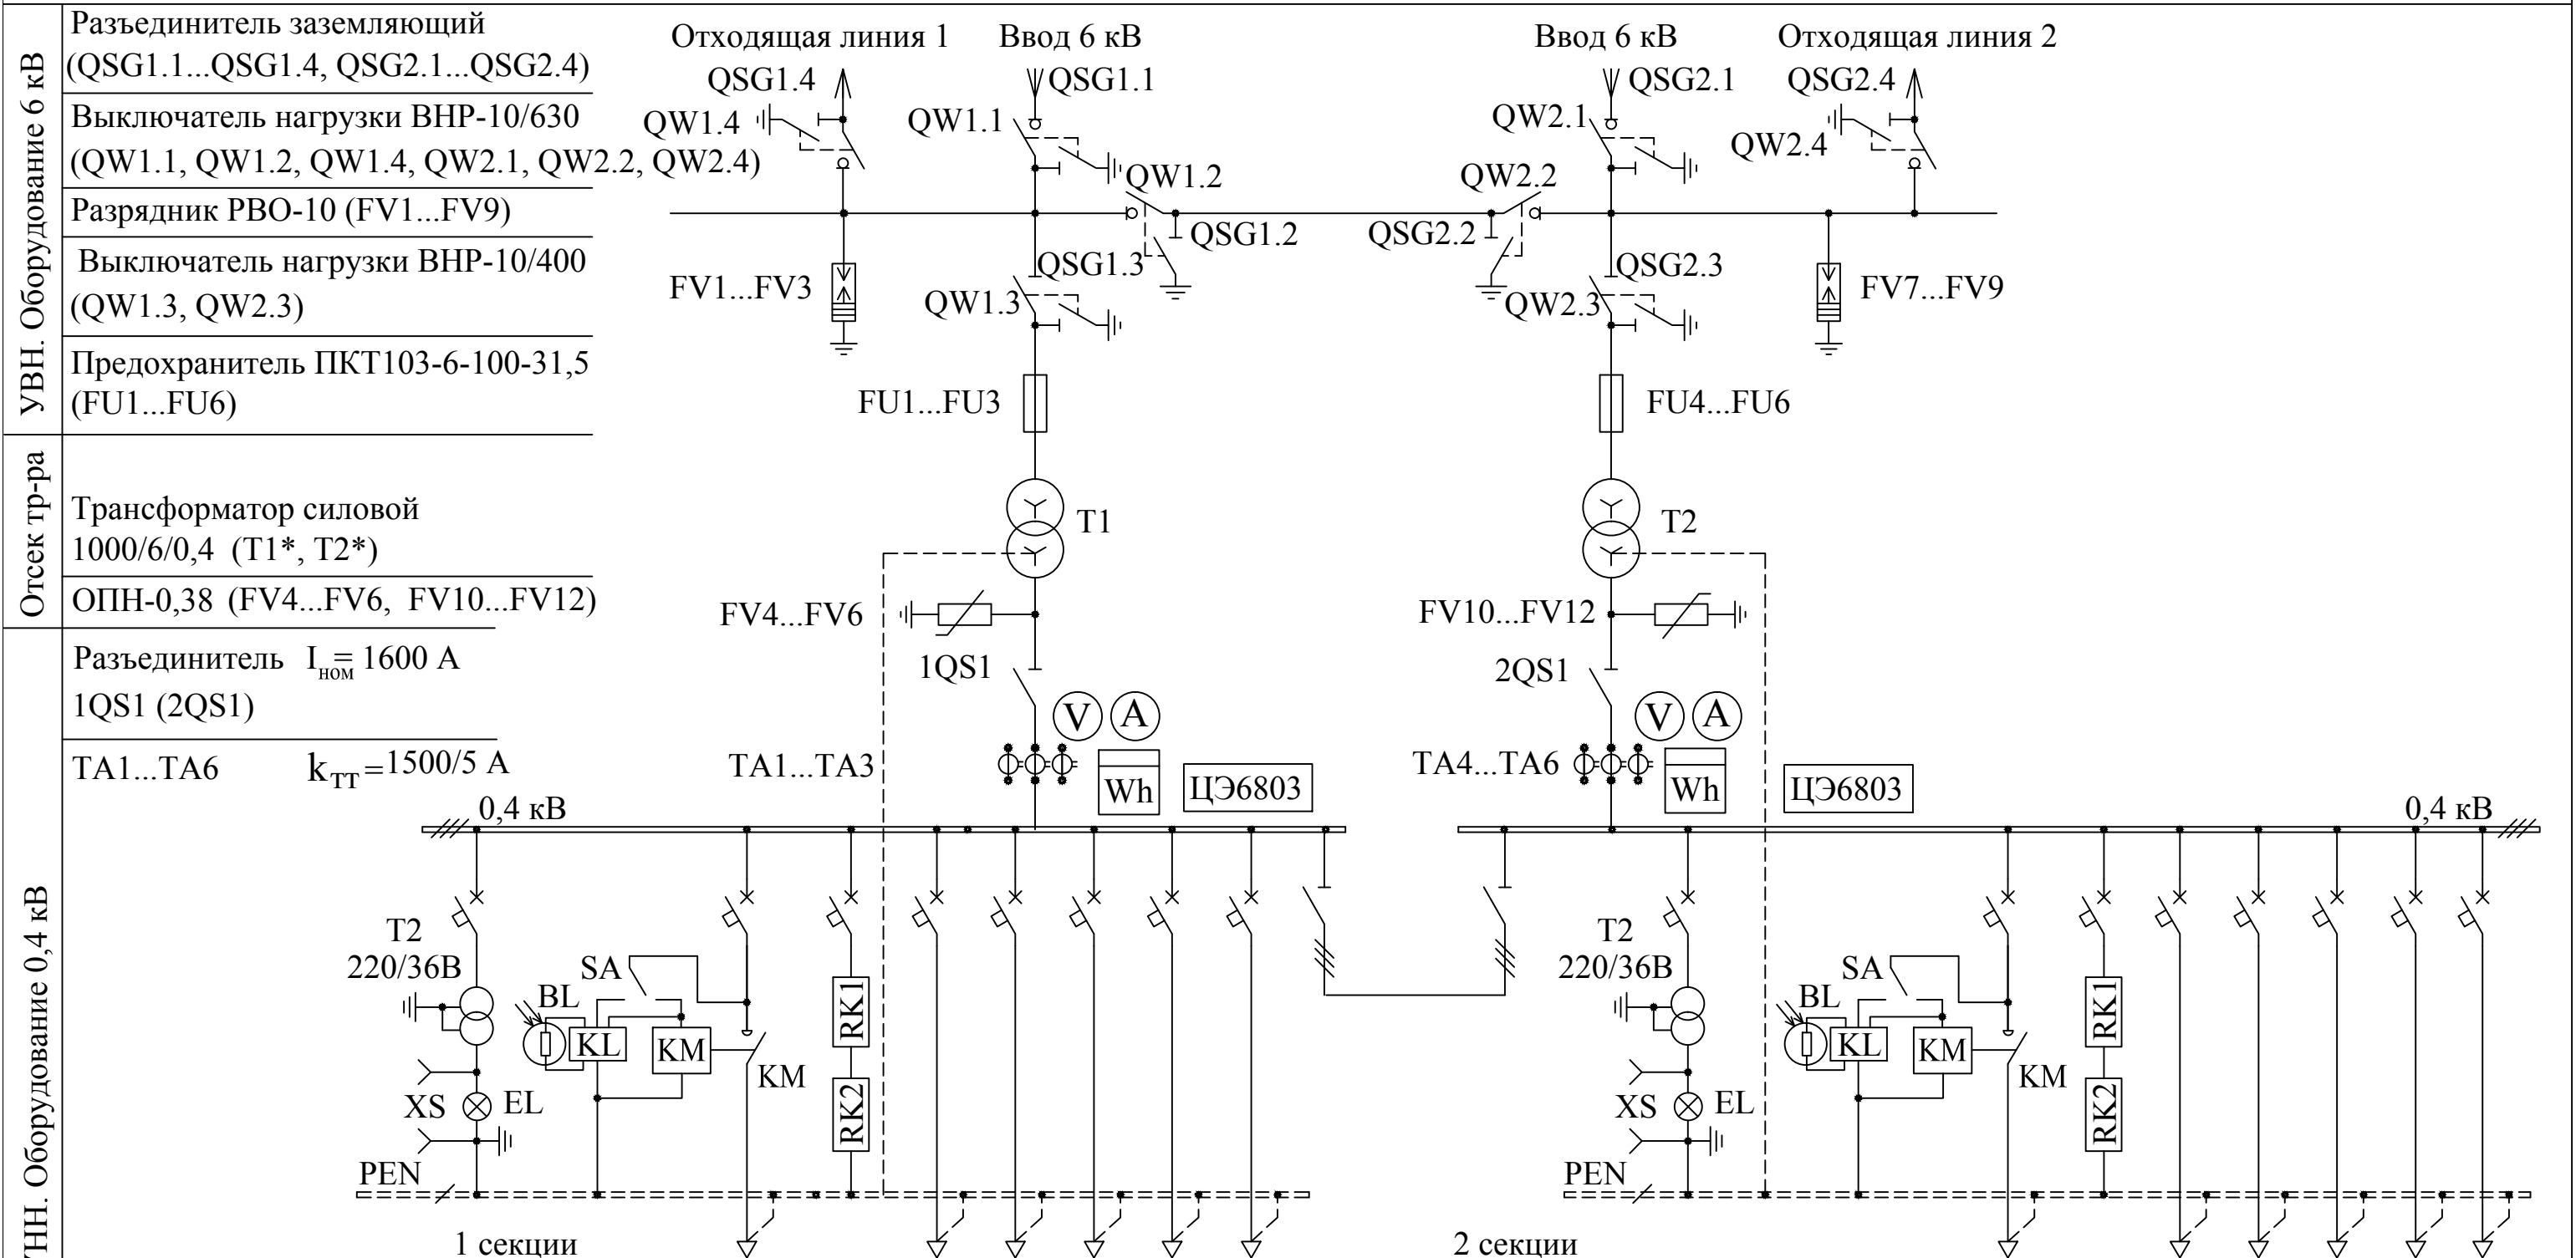 УВН. Оборудование 6 кВ
Разъединитель заземляющий
(QSG1.1...QSG1.4, QSG2.1...QSG2.4)
Выключатель нагрузки ВНР-10/630
(QW1.1, QW1.2, QW1.4, QW2.1, QW2.2, QW2.4)
Разрядник РВО-10 (FV1...FV9)
Выключатель нагрузки ВНР-10/400
(QW1.3, QW2.3)
Предохранитель ПКТ103-6-100-31,5
(FU1...FU6)
Отсек тр-ра
Трансформатор силовой
1000/6/0,4 (T1*, T2*)
ОПН-0,38 (FV4...FV6, FV10...FV12)
Разъединитель Iном= 1600 А
1QS1 (2QS1)
ТА1...ТА6 kТТ=1500/5 А
НН. Оборудование 0,4 кВ
Отходящая линия 1
Ввод 6 кВ
Ввод 6 кВ
Отходящая линия 2
QSG1.4
QSG1.1
QSG2.1
QSG2.4
QW1.4
QW1.1
QW2.1
QW2.4
QW1.2
QW2.2
QSG1.2
QSG2.2
QSG1.3
QSG2.3
FV1...FV3
QW1.3
QW2.3
FV7...FV9
FU1...FU3
FU4...FU6
T1
T2
FV4...FV6
FV10...FV12
1QS1
2QS1
V
A
V
A
TA1...TA3
Wh
ЦЭ6803
TA4...TA6
Wh
ЦЭ6803
0,4 кВ
0,4 кВ
T2
220/36В
SA
BL
KL
KM
KM
RK1
RK2
XS
EL
PEN
1 секции
T2
220/36В
SA
BL
KL
KM
KM
RK1
RK2
XS
EL
PEN
2 секции